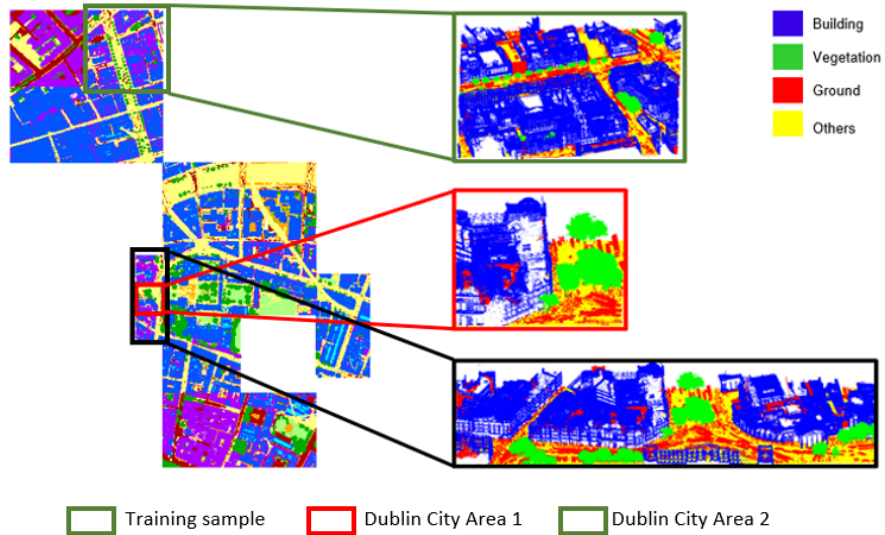 Building
Vegetation
Ground
Others
Training sample
Dublin City Area 1
Dublin City Area 2